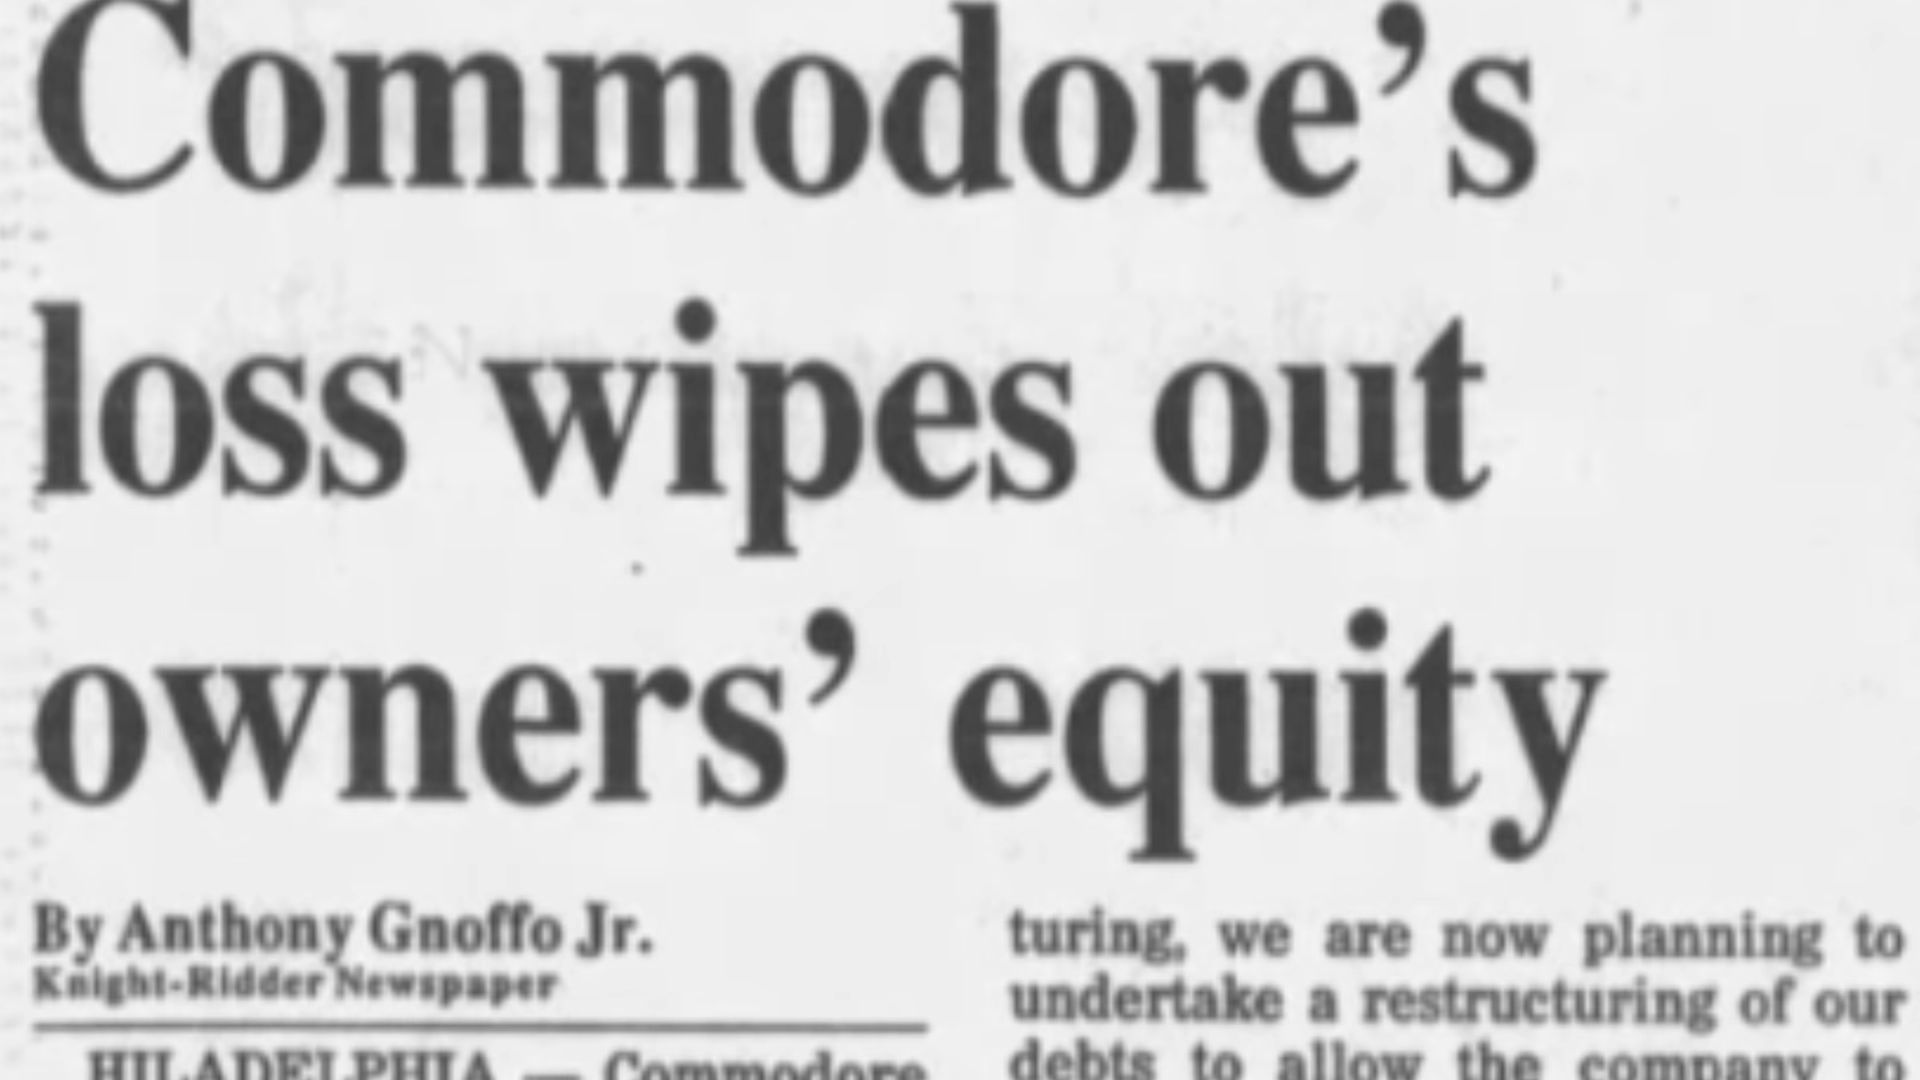 Commodore's
loss wipes out
owners' equity
By Anthony Gnoffo Jr.
Knight-Ridder Newspaper
HILADELPHIA — Commodore
turing, we are now planning to
undertake a restructuring of our
debts to allow the company to